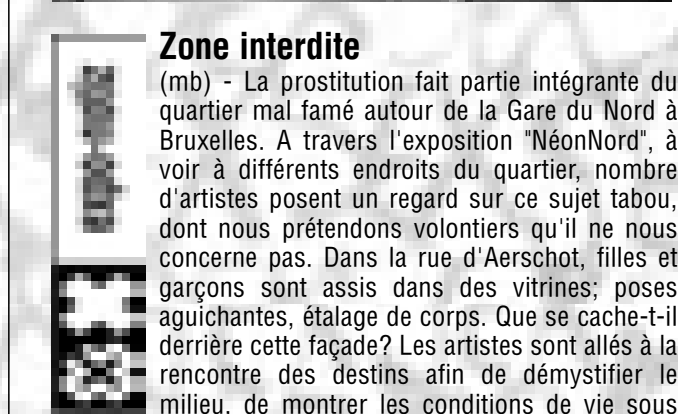 Zone interdite
(mb) - La prostitution fait partie intégrante du
quartier mal famé autour de la Gare du Nord à
Bruxelles. A travers l'exposition "NéonNord", à
voir à différents endroits du quartier, nombre
d'artistes posent un regard sur ce sujet tabou,
dont nous prétendons volontiers qu'il ne nous
concerne pas. Dans la rue d'Aerschot, filles et
garçons sont assis dans des vitrines; poses
aguichantes, étalage de corps. Que se cache-t-il
derrière cette façade? Les artistes sont allés à la
rencontre des destins afin de démystifier le
milieu, de montrer les conditions de vie sous